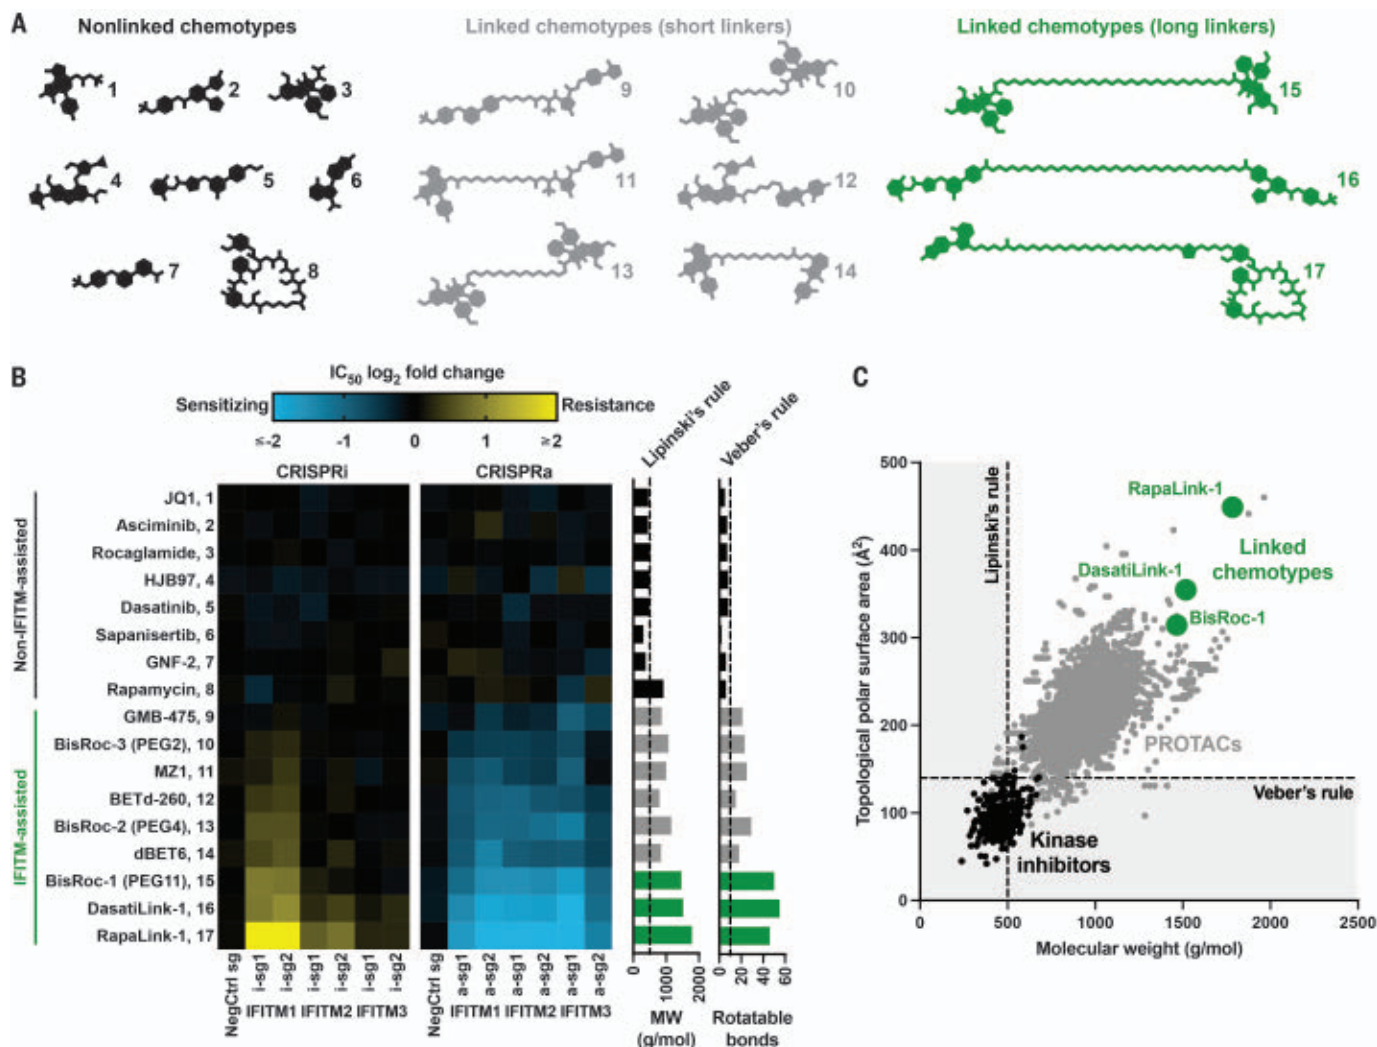 A
Nonlinked chemotypes
Linked chemotypes (short linkers)
Linked chemotypes (long linkers)
1
2
3
9
10
15
4
5
6
11
12
16
7
8
13
14
17
B
IC50 log2 fold change
Sensitizing
Resistance
≤-2
-1
0
1
≥2
CRISPRi
CRISPRa
Lipinski's rule
Veber's rule
Non-IFITM-assisted
JQ1, 1
Asciminib, 2
Rocaglamide, 3
HJB97, 4
Dasatinib, 5
Sapanisertib, 6
GNF-2, 7
Rapamycin, 8
IFITM-assisted
GMB-475, 9
BisRoc-3 (PEG2), 10
MZ1, 11
BETd-260, 12
BisRoc-2 (PEG4), 13
dBET6, 14
BisRoc-1 (PEG11), 15
DasatiLink-1, 16
RapaLink-1, 17
NegCtrl sg
i-sg1
i-sg2
i-sg1
i-sg2
i-sg1
i-sg2
IFITM1
IFITM2
IFITM3
NegCtrl sg
a-sg1
a-sg2
a-sg1
a-sg2
a-sg1
a-sg2
IFITM1
IFITM2
IFITM3
0
1000
2000
MW
(g/mol)
0
20
40
60
Rotatable
bonds
C
Topological polar surface area (Å2)
500
400
300
200
100
0
Lipinski's rule
RapaLink-1
Linked
chemotypes
DasatiLink-1
BisRoc-1
PROTACs
Veber's rule
Kinase
inhibitors
0
500
1000
1500
2000
2500
Molecular weight (g/mol)